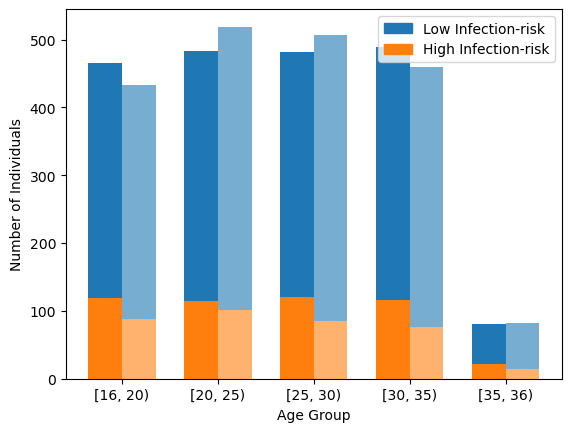 Low Infection-risk
High Infection-risk
Number of Individuals
500
400
300
200
100
0
[16, 20)
[20, 25)
[25, 30)
[30, 35)
[35, 36)
Age Group